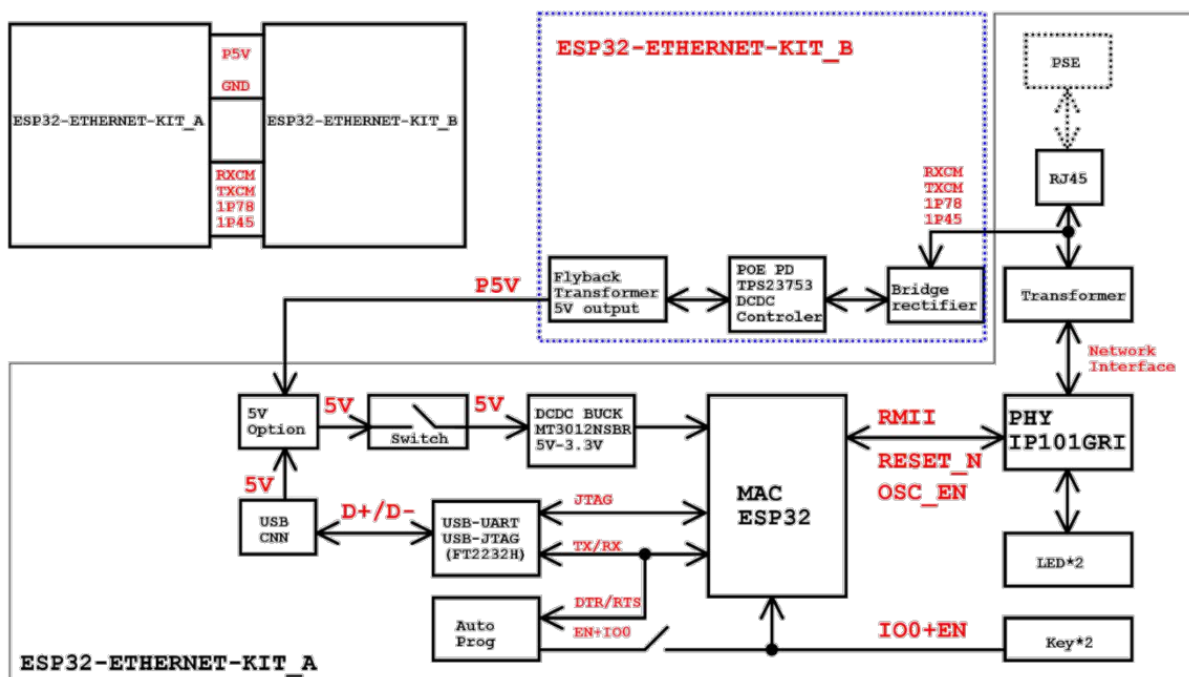 ESP32-ETHERNET-KIT_A
P5V
GND
RXCM
TXCM
1P78
1P45
ESP32-ETHERNET-KIT_B
ESP32-ETHERNET-KIT_B
PSE
RJ45
RXCM
TXCM
1P78
1P45
P5V
Flyback
Transformer
5V output
POE PD
TPS23753
DCDC
Controler
Bridge
rectifier
Transformer
Network
Interface
5V
Option
5V
Switch
5V
DCDC BUCK
MT3012NSBR
5V-3.3V
MAC
ESP32
RMII
RESET_N
OSC_EN
PHY
IP101GRI
5V
USB
CNN
D+/D-
USB-UART
USB-JTAG
(FT2232H)
JTAG
TX/RX
LED*2
DTR/RTS
Auto
Prog
EN+IO0
IO0+EN
Key*2
ESP32-ETHERNET-KIT_A